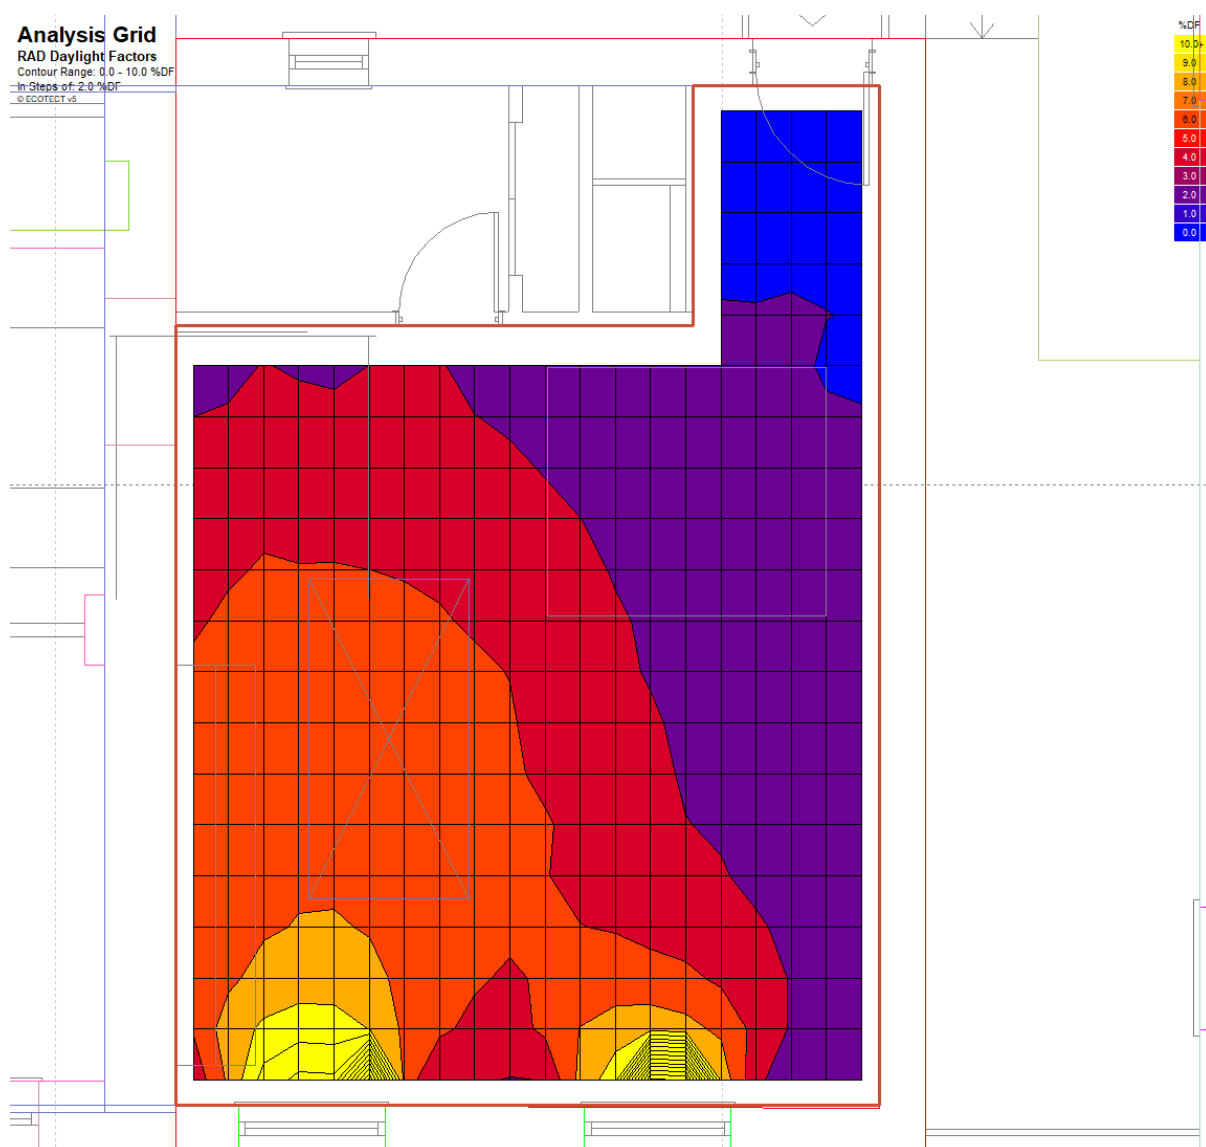 Analysis Grid
RAD Daylight Factors
Contour Range: 0.0 - 10.0 %DF
In Steps of: 2.0 %DF
© ECOTECT v5
%DF
10.0+
9.0
8.0
7.0
6.0
5.0
4.0
3.0
2.0
1.0
0.0